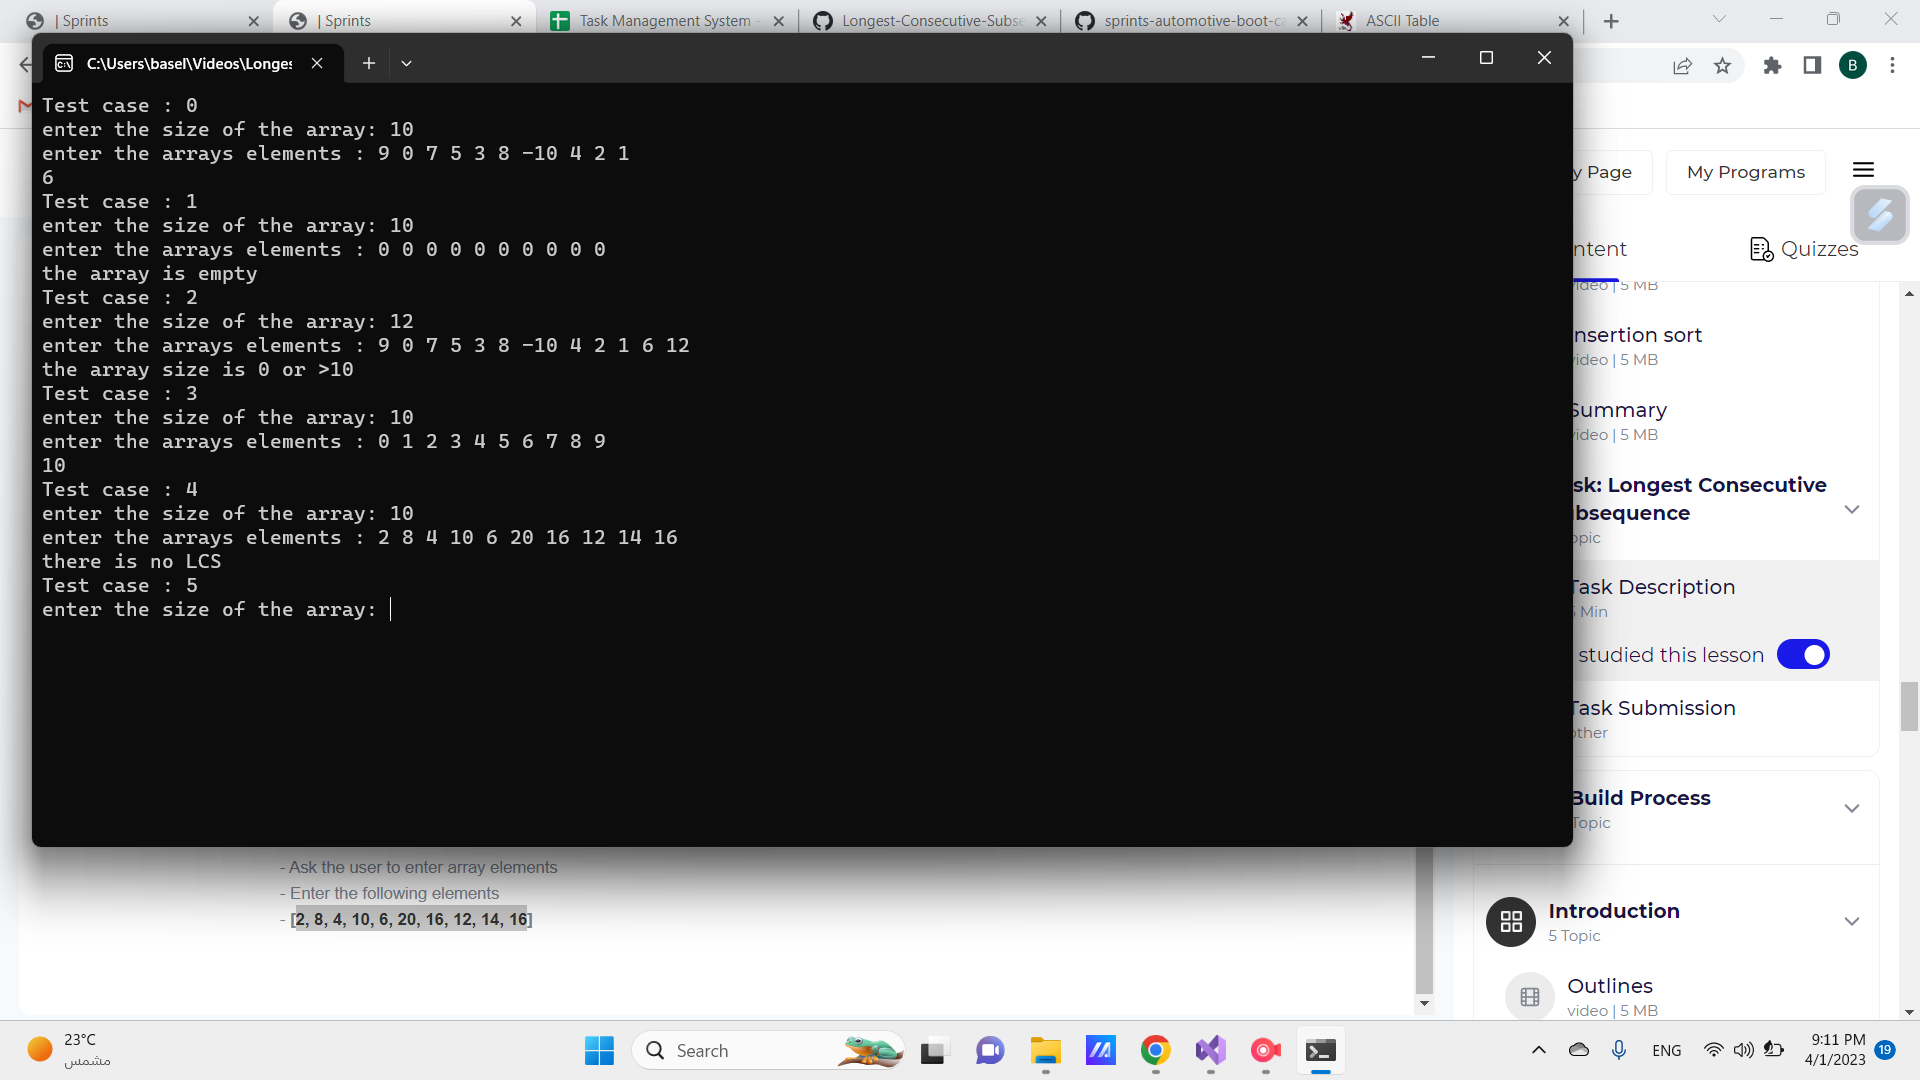 | Sprints
| Sprints
Task Management System -
Longest-Consecutive-Subse
sprints-automotive-boot-ca
ASCII Table
C:\Users\basel\Videos\Longes
B
Test case : 0
enter the size of the array: 10
enter the arrays elements : 9 0 7 5 3 8 -10 4 2 1
6
Test case : 1
enter the size of the array: 10
enter the arrays elements : 0 0 0 0 0 0 0 0 0 0
the array is empty
Test case : 2
enter the size of the array: 12
enter the arrays elements : 9 0 7 5 3 8 -10 4 2 1 6 12
the array size is 0 or >10
Test case : 3
enter the size of the array: 10
enter the arrays elements : 0 1 2 3 4 5 6 7 8 9
10
Test case : 4
enter the size of the array: 10
enter the arrays elements : 2 8 4 10 6 20 16 12 14 16
there is no LCS
Test case : 5
enter the size of the array:
y Page
My Programs
ntent
Quizzes
video | 5 MB
nsertion sort
video | 5 MB
Summary
video | 5 MB
sk: Longest Consecutive
bsequence
opic
Task Description
5 Min
studied this lesson
Task Submission
other
Build Process
Topic
Introduction
5 Topic
Outlines
video | 5 MB
- Ask the user to enter array elements
- Enter the following elements
- [2, 8, 4, 10, 6, 20, 16, 12, 14, 16]
23°C
مشمس
Search
ENG
9:11 PM
4/1/2023
19